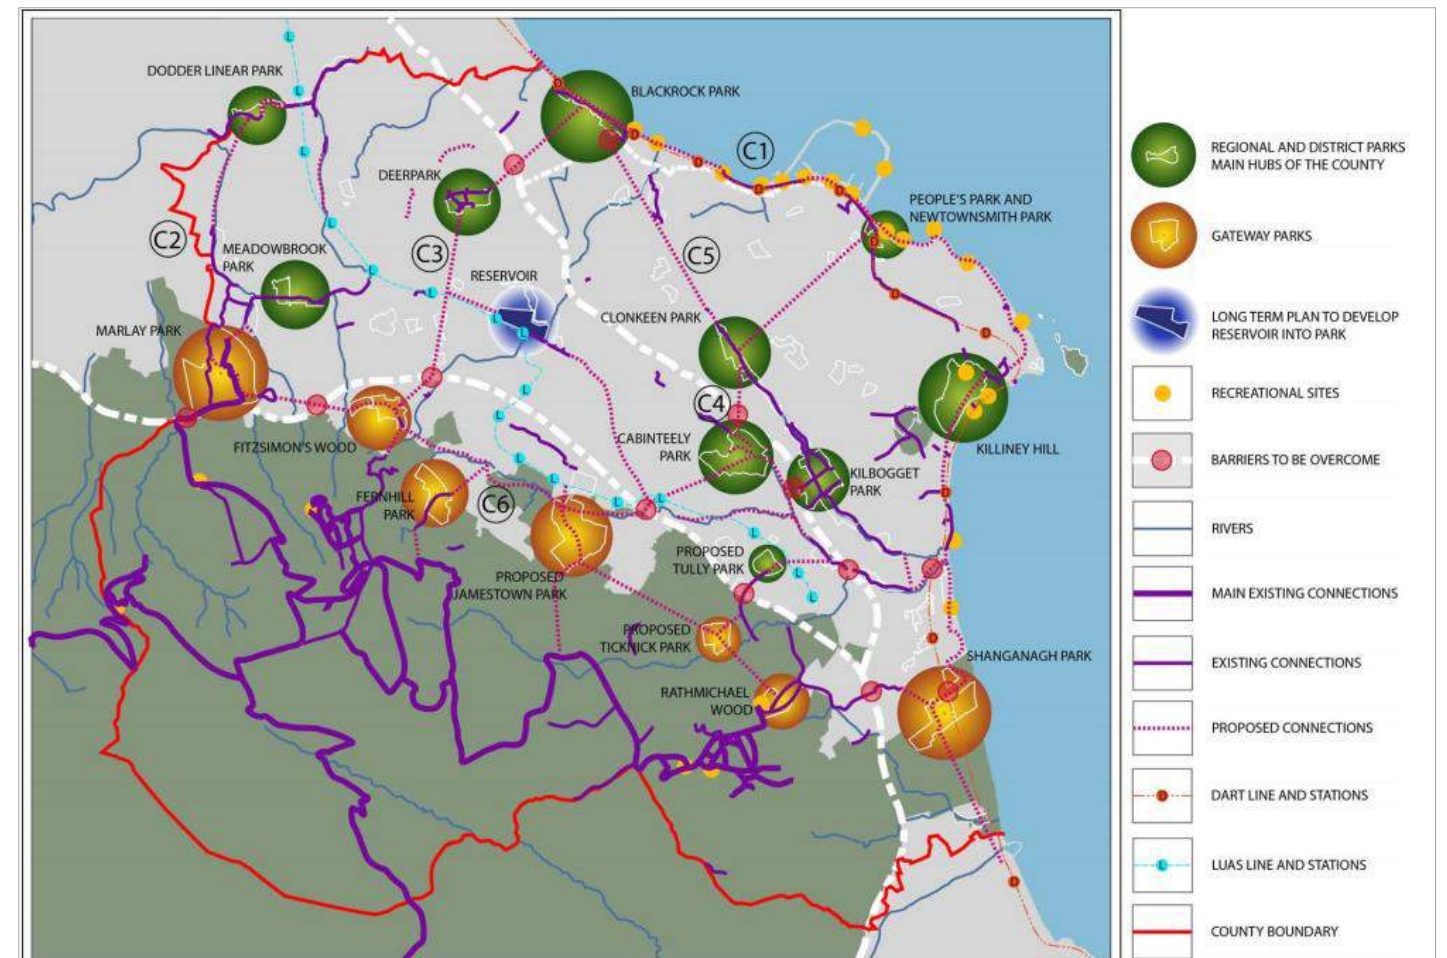 DODDER LINEAR PARK
BLACKROCK PARK
C1
DEERPARK
PEOPLE'S PARK AND
NEWTOWNSMITH PARK
C2
MEADOWBROOK
PARK
C3
C5
RESERVOIR
CLONKEEN PARK
MARLAY PARK
C4
FITZSIMON'S WOOD
CABINTEELY
PARK
KILLINEY HILL
KILBOGGET
PARK
FERNHILL
PARK
C6
PROPOSED
TULLY PARK
PROPOSED
JAMESTOWN PARK
PROPOSED
TICKNICK PARK
SHANGANAGH PARK
RATHMICHAEL
WOOD
REGIONAL AND DISTRICT PARKS
MAIN HUBS OF THE COUNTY
GATEWAY PARKS
LONG TERM PLAN TO DEVELOP
RESERVOIR INTO PARK
RECREATIONAL SITES
BARRIERS TO BE OVERCOME
RIVERS
MAIN EXISTING CONNECTIONS
EXISTING CONNECTIONS
PROPOSED CONNECTIONS
D
DART LINE AND STATIONS
L
LUAS LINE AND STATIONS
COUNTY BOUNDARY